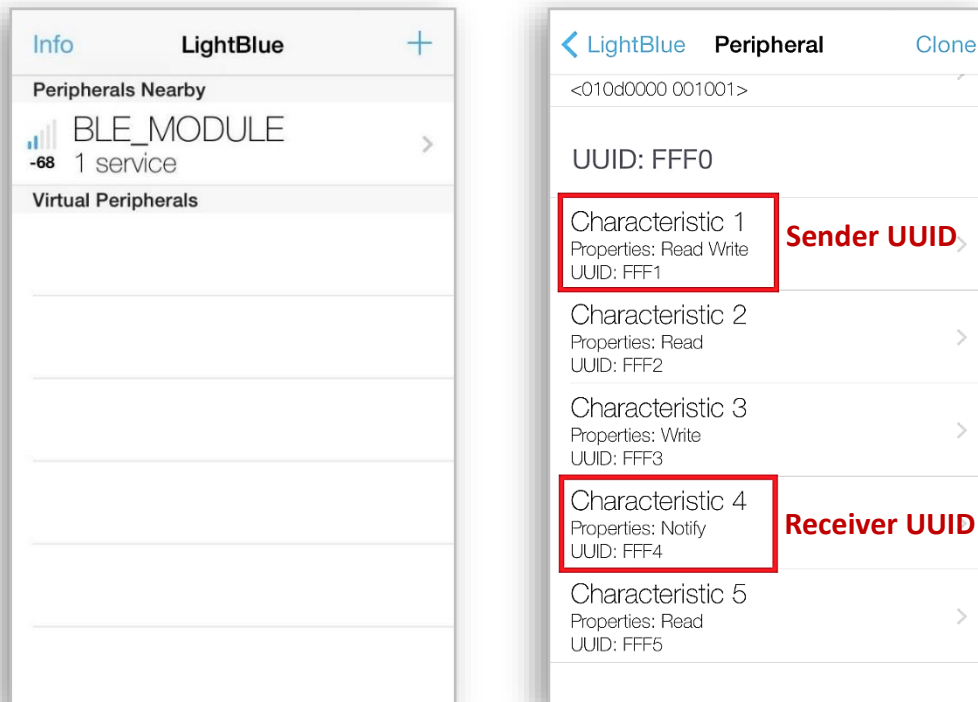 Info LightBlue +
Peripherals Nearby
BLE_MODULE
-68 1 service
Virtual Peripherals
LightBlue Peripheral Clone
<010d0000 001001>
UUID: FFF0
Characteristic 1
Properties: Read Write
UUID: FFF1
Sender UUID
Characteristic 2
Properties: Read
UUID: FFF2
Characteristic 3
Properties: Write
UUID: FFF3
Characteristic 4
Properties: Notify
UUID: FFF4
Receiver UUID
Characteristic 5
Properties: Read
UUID: FFF5